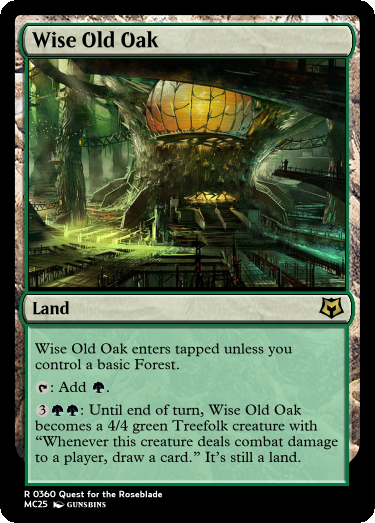 Wise Old Oak
Land
Wise Old Oak enters tapped unless you
control a basic Forest.
: Add .
3: Until end of turn, Wise Old Oak
becomes a 4/4 green Treefolk creature with
“Whenever this creature deals combat damage
to a player, draw a card.” It’s still a land.
R 0360 Quest for the Roseblade
MC25 GUNSBINS